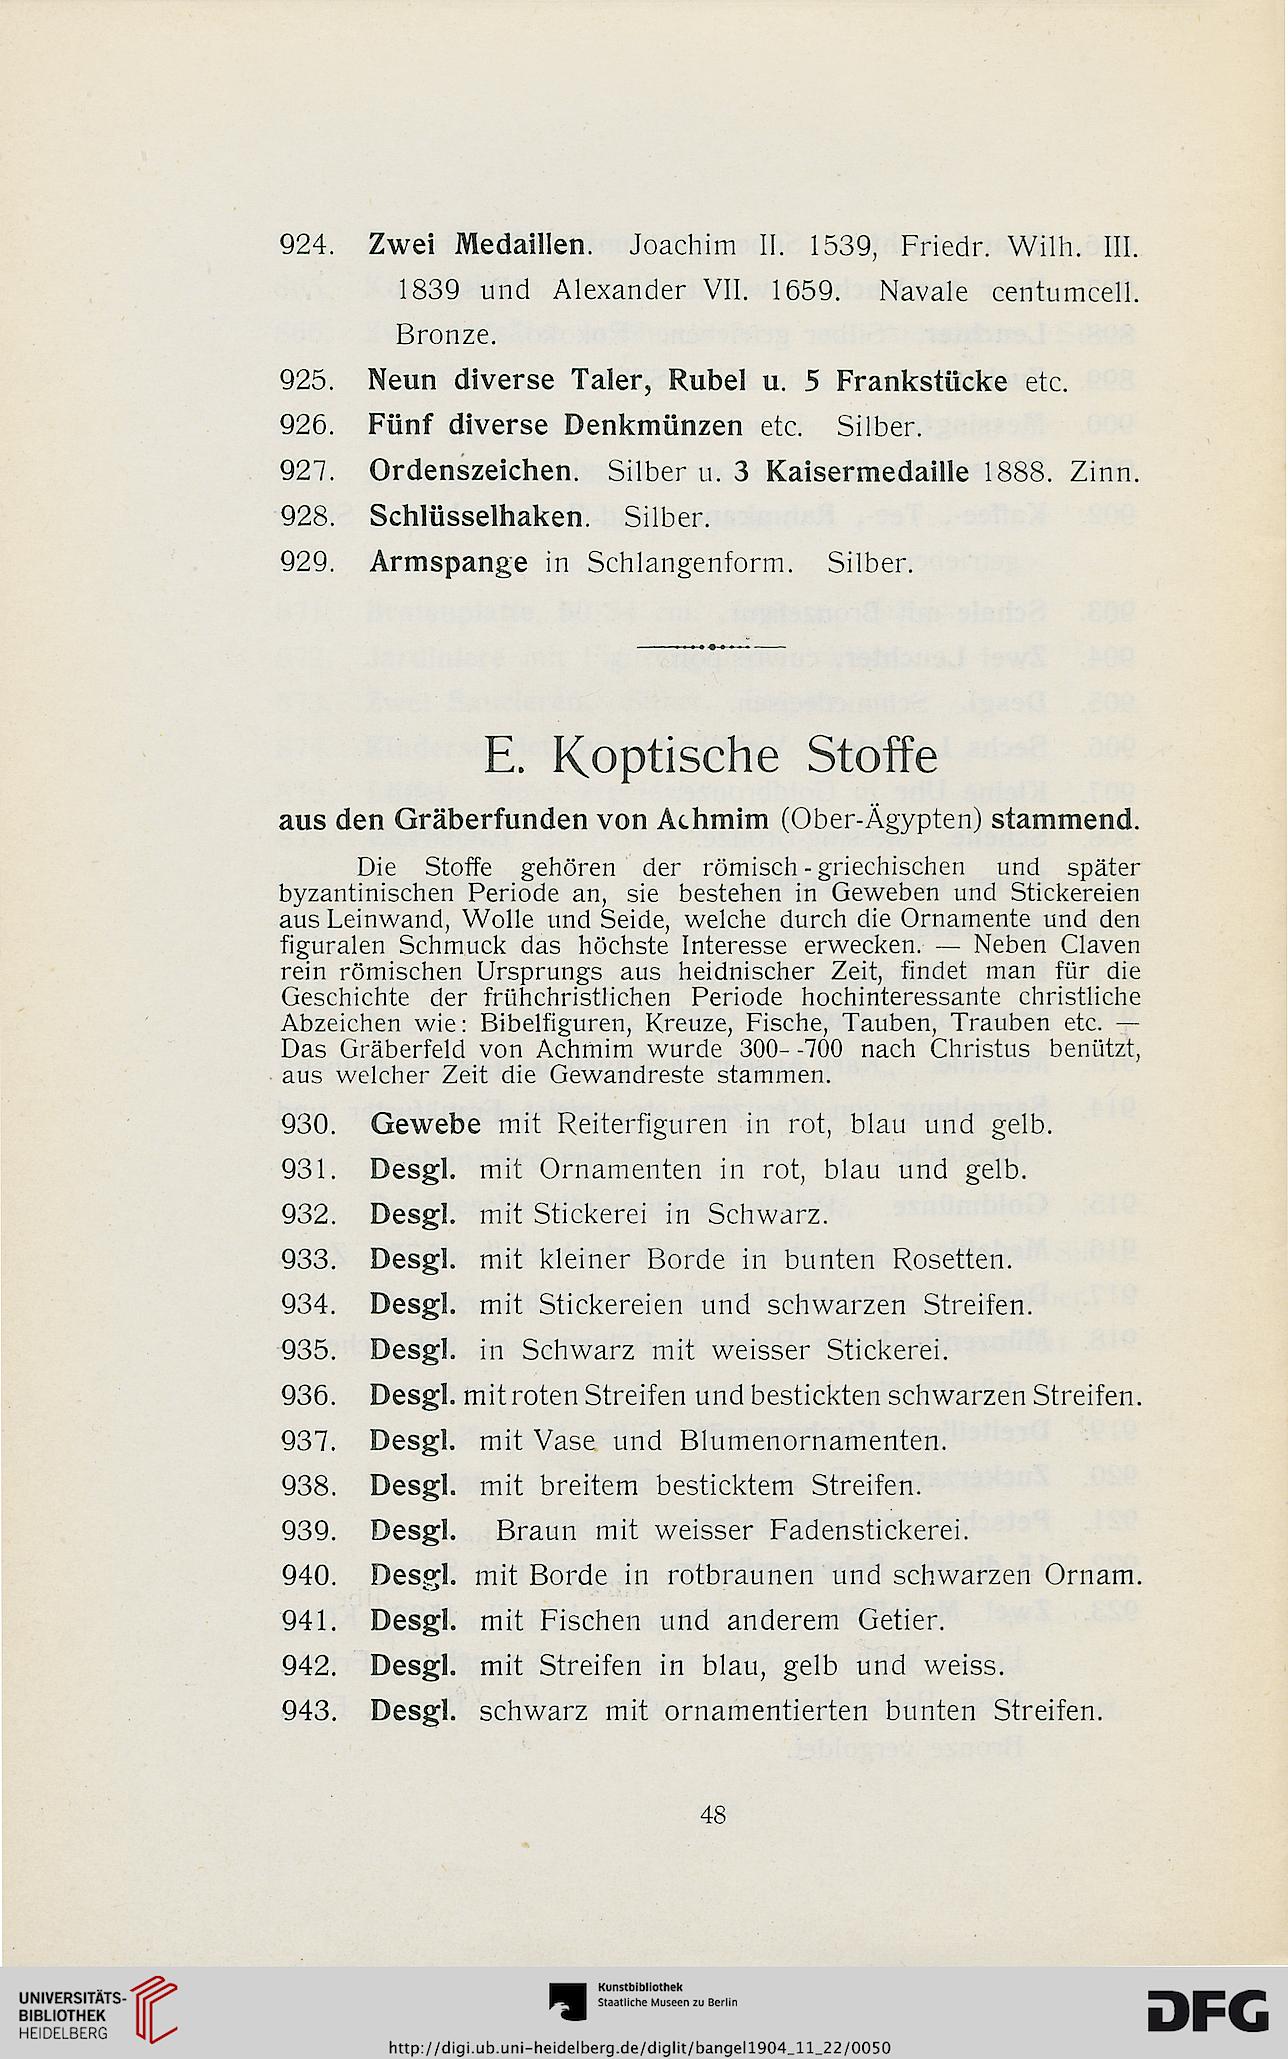 924. Zwei Medaillen. Joachim II. 1539, Friedr. Wilh. III.
1839 und Alexander VII. 1659. Navale centumcell.
Bronze.
925. Neun diverse Taler, Rubel u. 5 Frankstücke etc.
926. Fünf diverse Denkmünzen etc. Silber.
927. Ordenszeichen. Silber u. 3 Kaisermedaille 1888. Zinn.
928. Schlüsselhaken. Silber.
929. Armspange in Schlangenform. Silber.
E. Koptische Stoffe
aus den Gräberfunden von Achmim (Ober-Ägypten) stammend.
Die Stoffe gehören der römisch-griechischen und später
byzantinischen Periode an, sie bestehen in Geweben und Stickereien
aus Leinwand, Wolle und Seide, welche durch die Ornamente und den
figuralen Schmuck das höchste Interesse erwecken. — Neben Claven
rein römischen Ursprungs aus heidnischer Zeit, findet man für die
Geschichte der frühchristlichen Periode hochinteressante christliche
Abzeichen wie: Bibelfiguren, Kreuze, Fische, Tauben, Trauben etc. —
Das Gräberfeld von Achmim wurde 300--700 nach Christus benützt,
aus welcher Zeit die Gewandreste stammen.
930. Gewebe mit Reiterfiguren in rot, blau und gelb.
931. Desgl. mit Ornamenten in rot, blau und gelb.
932. Desgl. mit Stickerei in Schwarz.
933. Desgl. mit kleiner Borde in bunten Rosetten.
934. Desgl. mit Stickereien und schwarzen Streifen.
935. Desgl. in Schwarz mit weisser Stickerei.
936. Desgl. mit roten Streifen und bestickten schwarzen Streifen.
937. Desgl. mit Vase und Blumenornamenten.
938. Desgl. mit breitem besticktem Streifen.
939. Desgl. Braun mit weisser Fadenstickerei.
940. Desgl. mit Borde in rotbraunen und schwarzen Ornam.
941. Desgl. mit Fischen und anderem Getier.
942. Desgl. mit Streifen in blau, gelb und weiss.
943. Desgl. schwarz mit ornamentierten bunten Streifen.
48
UNIVERSITÄTS-
BIBLIOTHEK
HEIDELBERG
Kunstbibliothek
Staatliche Museen zu Berlin
DFG
http://digi.ub.uni-heidelberg.de/diglit/bangel1904_11_22/0050